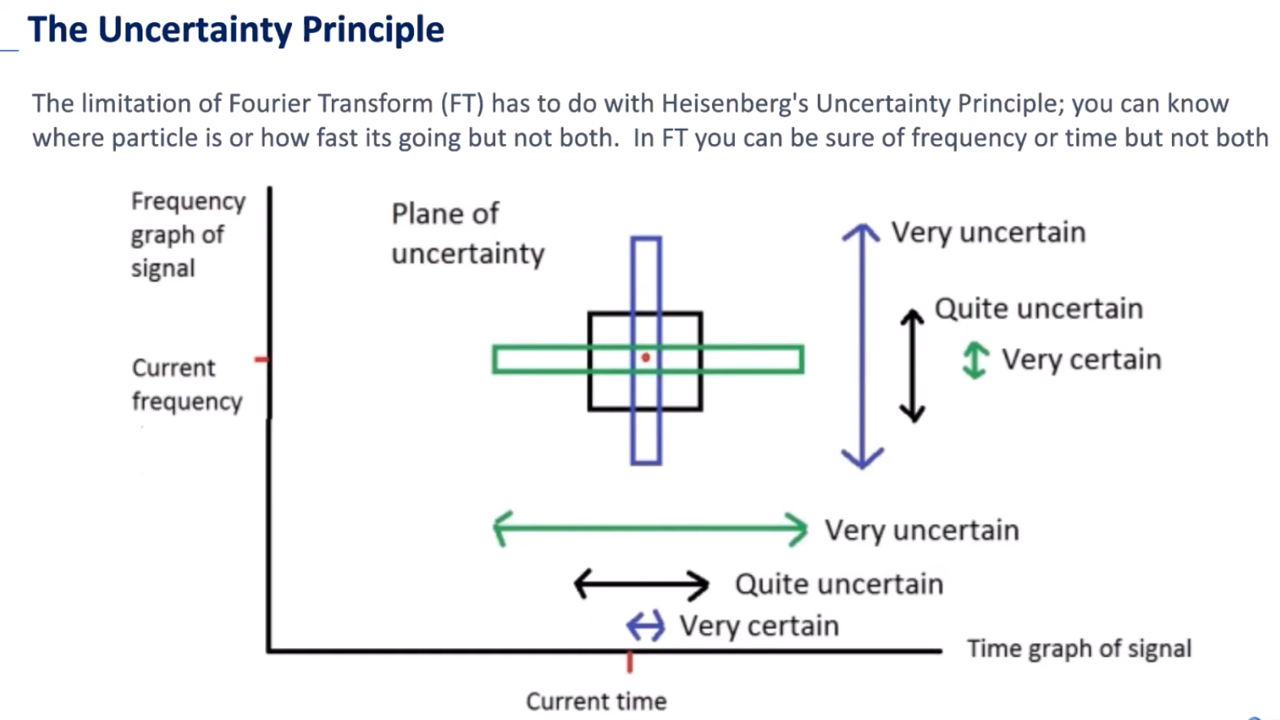 The Uncertainty Principle
The limitation of Fourier Transform (FT) has to do with Heisenberg's Uncertainty Principle; you can know
where particle is or how fast its going but not both.  In FT you can be sure of frequency or time but not both
Frequency
graph of
signal
Plane of
uncertainty
Very uncertain
Quite uncertain
Very certain
Current
frequency
Very uncertain
Quite uncertain
Very certain
Time graph of signal
Current time